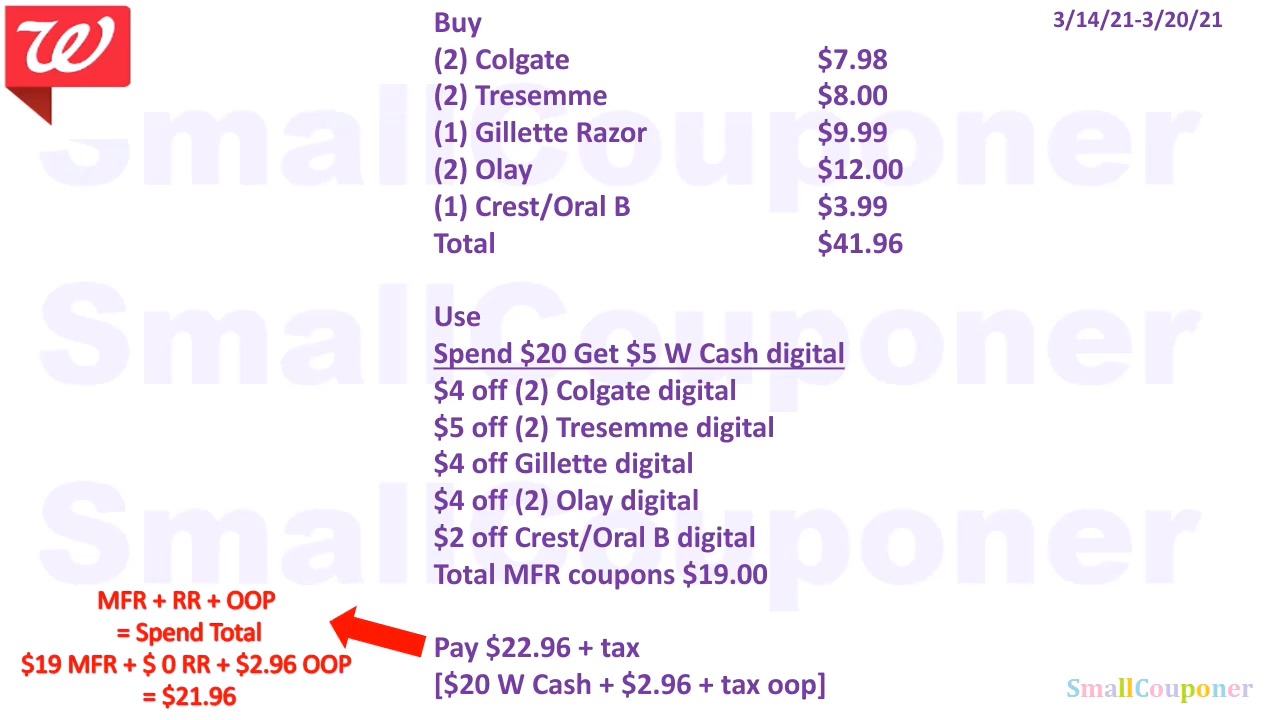 Buy
3/14/21-3/20/21
(2) Colgate $7.98
(2) Tresemme $8.00
(1) Gillette Razor $9.99
(2) Olay $12.00
(1) Crest/Oral B $3.99
Total $41.96
Use
Spend $20 Get $5 W Cash digital
$4 off (2) Colgate digital
$5 off (2) Tresemme digital
$4 off Gillette digital
$4 off (2) Olay digital
$2 off Crest/Oral B digital
Total MFR coupons $19.00
MFR + RR + OOP
= Spend Total
$19 MFR + $ 0 RR + $2.96 OOP
= $21.96
Pay $22.96 + tax
[$20 W Cash + $2.96 + tax oop]
SmallCouponer
SmallCouponer
SmallCouponer
SmallCouponer
W